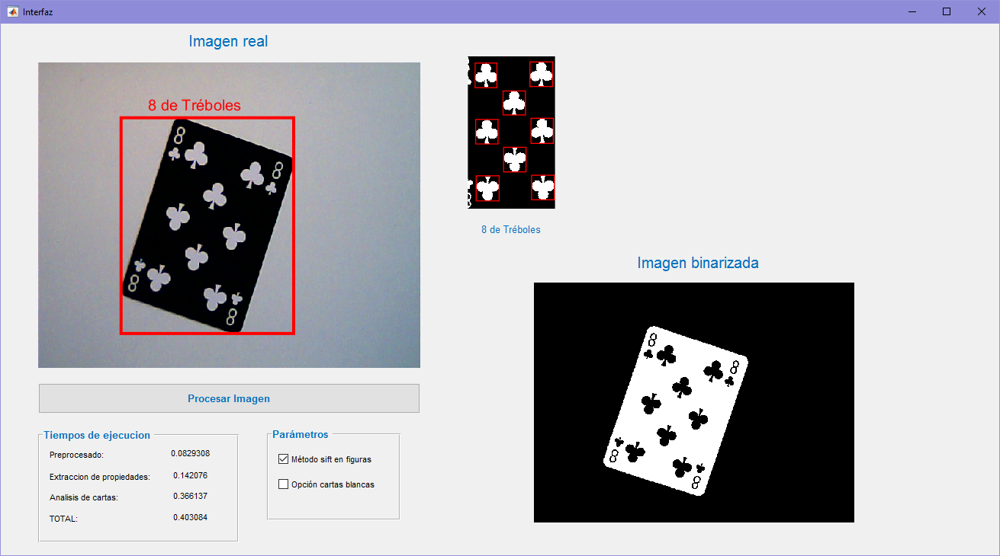 Interfaz
Imagen real
8 de Tréboles
8
8
8
8
8 de Tréboles
Imagen binarizada
8
8
8
8
Procesar Imagen
Tiempos de ejecucion
Preprocesado: 0.0829308
Extraccion de propiedades: 0.142076
Analisis de cartas: 0.366137
TOTAL: 0.403084
Parámetros
Método sift en figuras
Opción cartas blancas